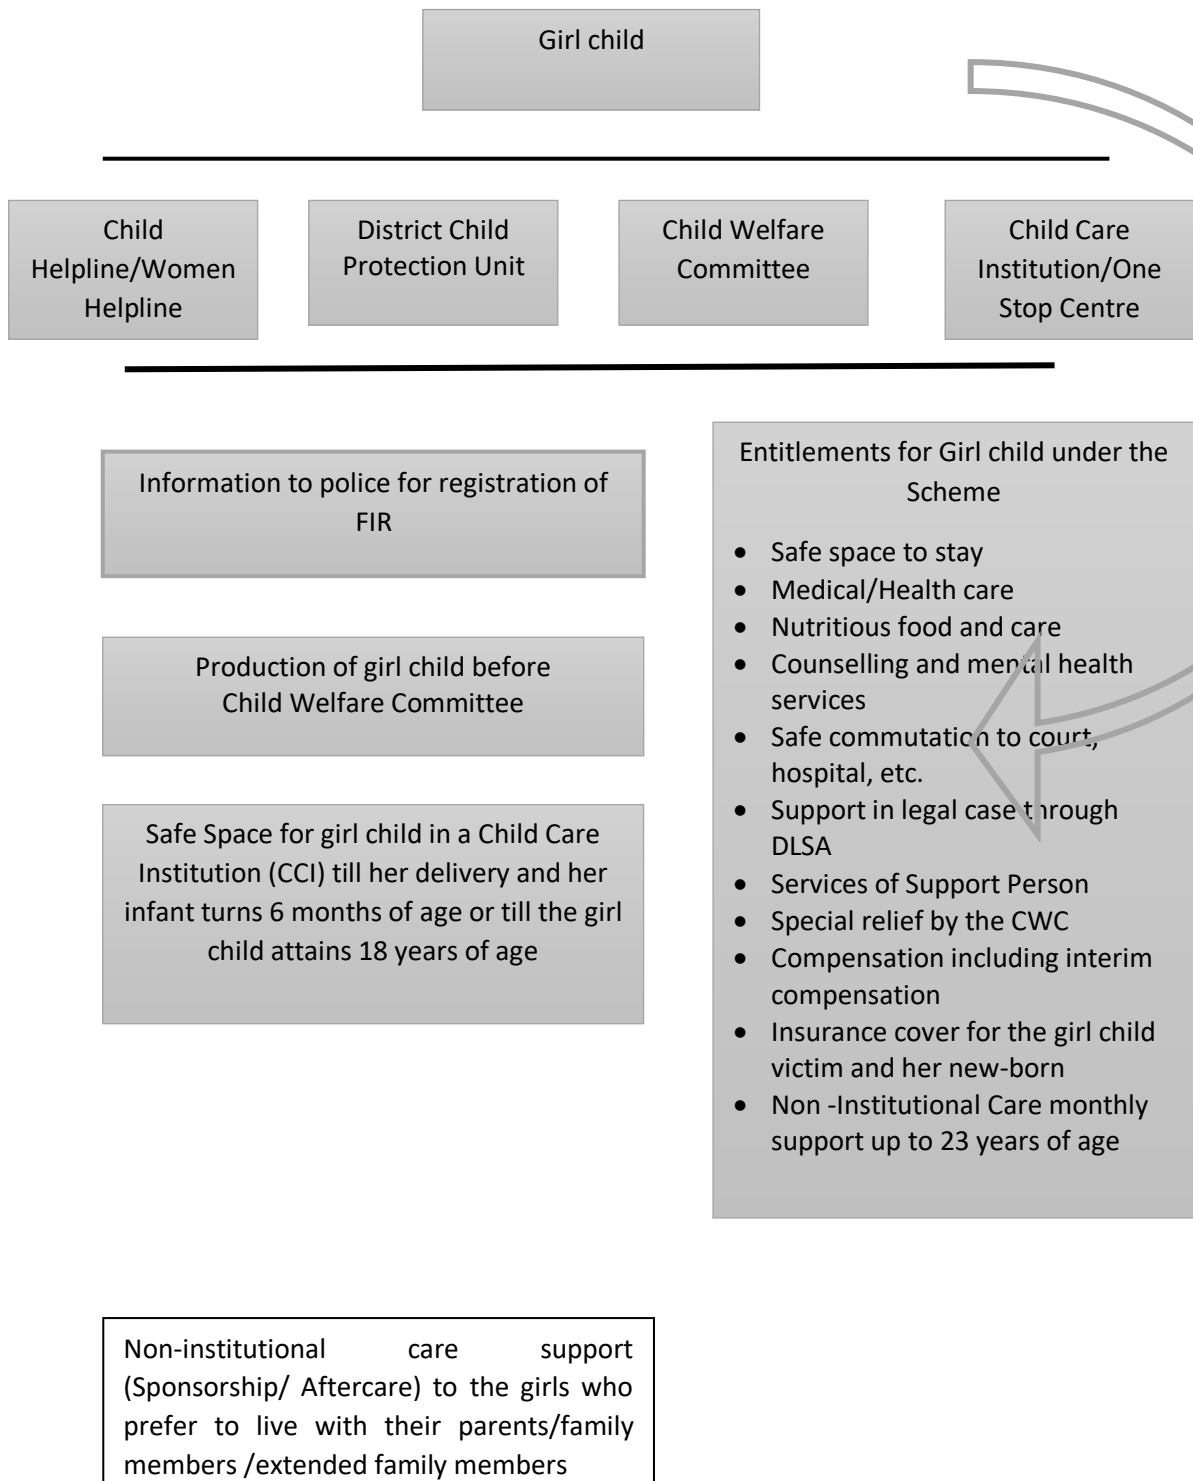 Girl child
Child
Helpline/Women
Helpline
District Child
Protection Unit
Child Welfare
Committee
Child Care
Institution/One
Stop Centre
Information to police for registration of
FIR
Production of girl child before
Child Welfare Committee
Safe Space for girl child in a Child Care
Institution (CCI) till her delivery and her
infant turns 6 months of age or till the girl
child attains 18 years of age
Entitlements for Girl child under the
Scheme
• Safe space to stay
• Medical/Health care
• Nutritious food and care
• Counselling and mental health
services
• Safe commutation to court,
hospital, etc.
• Support in legal case through
DLSA
• Services of Support Person
• Special relief by the CWC
• Compensation including interim
compensation
• Insurance cover for the girl child
victim and her new-born
• Non -Institutional Care monthly
support up to 23 years of age
Non-institutional care support
(Sponsorship/ Aftercare) to the girls who
prefer to live with their parents/family
members /extended family members